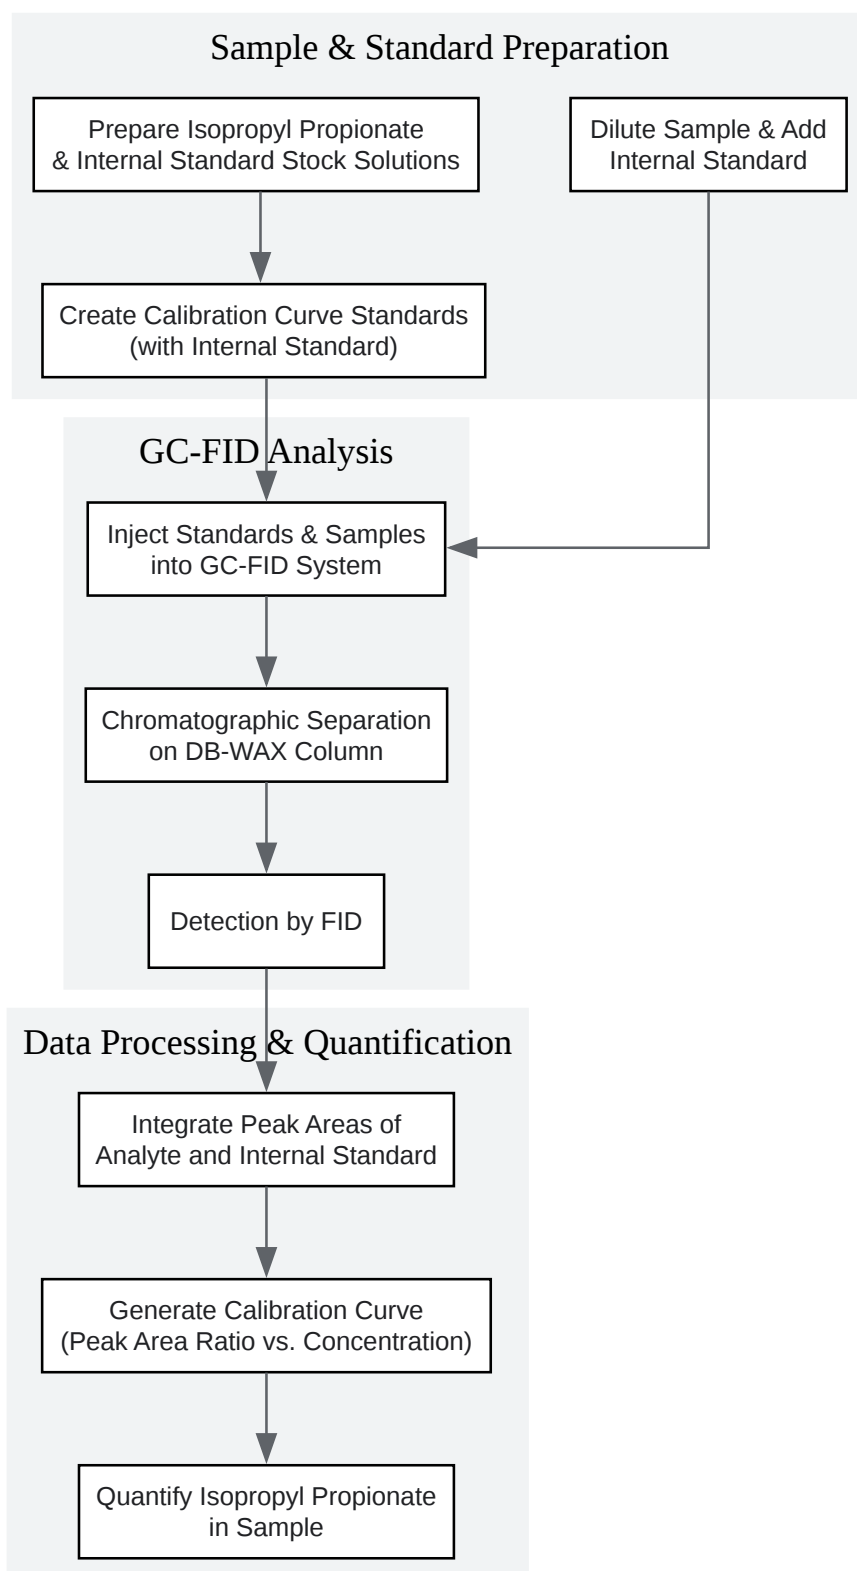 Sample & Standard Preparation
Prepare Isopropyl Propionate
& Internal Standard Stock Solutions
Dilute Sample & Add
Internal Standard
Create Calibration Curve Standards
(with Internal Standard)
GC-FID Analysis
Inject Standards & Samples
into GC-FID System
Chromatographic Separation
on DB-WAX Column
Detection by FID
Data Processing & Quantification
Integrate Peak Areas of
Analyte and Internal Standard
Generate Calibration Curve
(Peak Area Ratio vs. Concentration)
Quantify Isopropyl Propionate
in Sample